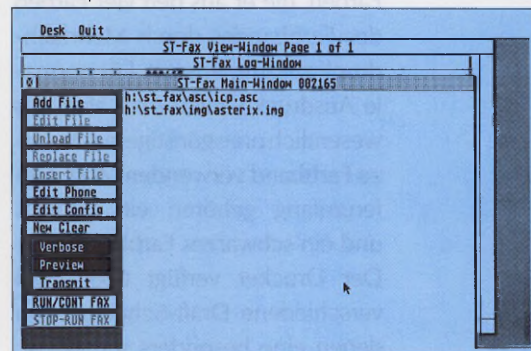 Desk Quit
ST-Fax View-Window Page 1 of 1
ST-Fax Log-Window
ST-Fax Main-Window 002165
Add File
h:\st_fax\asc\icp.asc
Edit File
h:\st_fax\img\asterix.img
Unload File
Replace File
Insert File
Edit Phone
Edit Config
New Clear
Verbose
Preview
Transmit
RUN/CONT FAX
STOP-RUN FAX